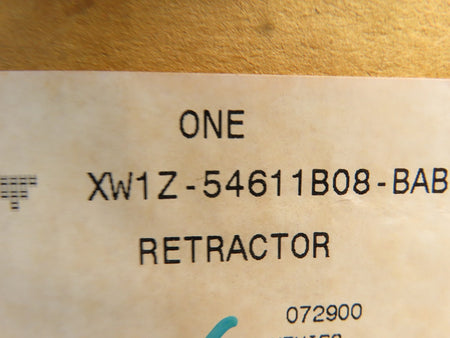 ONE
XW1Z-54611B08-BAB
RETRACTOR
072900